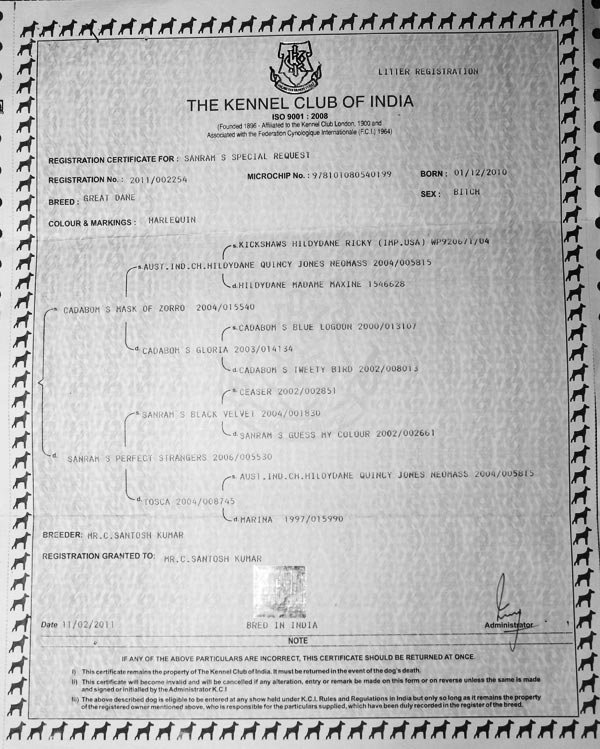 LITTER REGISTRATION
THE KENNEL CLUB OF INDIA
ISO 9001 : 2008
(Founded 1896 - Affiliated to the Kennel Club London, 1900 and
Associated with the Federation Cynologique Internationale (F.C.I.) 1964)
REGISTRATION CERTIFICATE FOR : SANRAM S SPECIAL REQUEST
REGISTRATION No. : 2011/002254 MICROCHIP No. : 978101080540199 BORN : 01/12/2010
BREED : GREAT DANE SEX : BITCH
COLOUR & MARKINGS : HARLEQUIN
s. KICKSHAWS HILDYDANE RICKY (IMP.USA) WP920671/04
s. AUST.IND.CH.HILDYDANE QUINCY JONES NEOMASS 2004/005815
d. HILDYDANE MADAME MAXINE 1546628
s. CADABOM S MASK OF ZORRO 2004/015540
s. CADABOM S BLUE LOGOON 2000/013107
d. CADABOM S GLORIA 2003/014134
d. CADABOM S TWEETY BIRD 2002/008013
s. CEASER 2002/002851
s. SANRAM S BLACK VELVET 2004/001830
d. SANRAM S GUESS MY COLOUR 2002/002661
d. SANRAM S PERFECT STRANGERS 2006/005530
s. AUST.IND.CH.HILDYDANE QUINCY JONES NEOMASS 2004/005815
d. TOSCA 2004/008745
d. MARINA 1997/015990
BREEDER: MR.C.SANTOSH KUMAR
REGISTRATION GRANTED TO: MR.C.SANTOSH KUMAR
Date 11/02/2011 BRED IN INDIA Administrator
NOTE
IF ANY OF THE ABOVE PARTICULARS ARE INCORRECT, THIS CERTIFICATE SHOULD BE RETURNED AT ONCE.
i) This certificate remains the property of The Kennel Club of India. It must be returned in the event of the dog's death.
ii) This certificate will become invalid and will be cancelled if any alteration, entry or remark be made on this form or on reverse unless the same is made
and signed or initialled by the Administrator K.C.I
iii) The above described dog is eligible to be entered at any show held under K.C.I. Rules and Regulations in India but only so long as it remains the property
of the registered owner mentioned above, who is responsible for the particulars supplied, which have been duly recorded in the register of the breed.